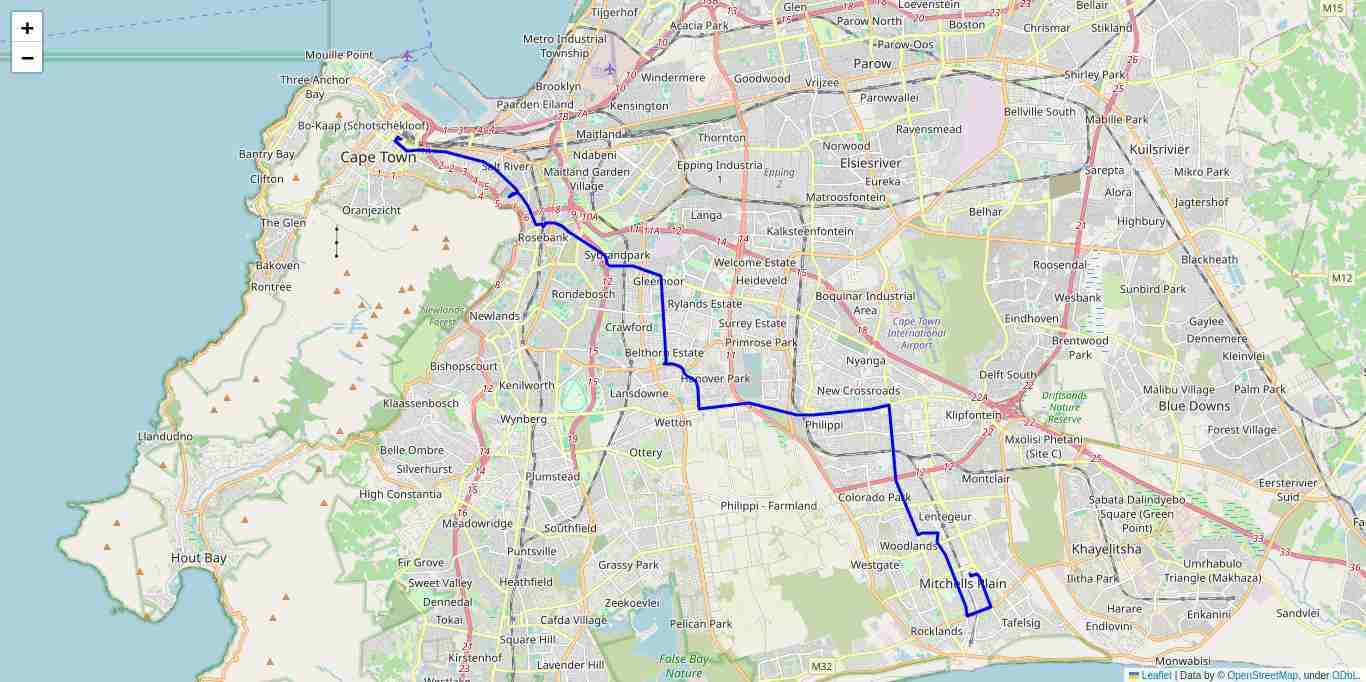 +
−
Tijgerhof
Acacia Park
Glen
Loevenstein
Bellair
M15
Parow North
Boston
Chrismar
Stikland
Mouille Point
Metro Industrial
Township
Parow-Oos
Three Anchor
Bay
Brooklyn
Windermere
Goodwood
Vrijzee
Parow
Shirley Park
Paarden Eiland
Kensington
Parowvallei
Bellville South
Mabille Park
Bo-Kaap (Schotschekloof)
Maitland
Thornton
Ravensmead
Cape Town
Bantry Bay
Salt River
Ndabeni
Norwood
Elsiesriver
Kuilsrivier
Clifton
Maitland Garden
Village
Epping Industria
1
Epping
2
Eureka
Sarepta
Mikro Park
Matroosfontein
Alora
Jagtershof
Oranjezicht
The Glen
Langa
Belhar
Highbury
Rosebank
Kalksteenfontein
Bakoven
Sybrandpark
Welcome Estate
Roosendal
Blackheath
Rontree
Gleemoor
Heideveld
M12
Rondebosch
Rylands Estate
Boquinar Industrial
Area
Wesbank
Sunbird Park
Newlands
Forest
Newlands
Crawford
Surrey Estate
Cape Town
International
Airport
Eindhoven
Gaylee
Primrose Park
Brentwood
Park
Dennemere
Belthorn Estate
Nyanga
Kleinvlei
Bishopscourt
Hanover Park
Delft South
Kenilworth
Lansdowne
New Crossroads
Malibu Village
Palm Park
Klaassenbosch
Driftsands
Nature
Reserve
Blue Downs
Wynberg
Wetton
Philippi
Klipfontein
Forest Village
Llandudno
Belle Ombre
Ottery
Mxolisi Phetani
(Site C)
Silverhurst
Plumstead
Montclair
Eersterivier
Suid
High Constantia
Colorado Park
Philippi - Farmland
Sabata Dalindyebo
Square (Green
Point)
Meadowridge
Southfield
Lentegeur
Hout Bay
Puntsville
Woodlands
Khayelitsha
Fir Grove
Grassy Park
Westgate
Umrhabulo
Triangle (Makhaza)
Sweet Valley
Heathfield
Mitchells Plain
Ilitha Park
Dennedal
Zeekoevlei
Harare
Enkanini
Sandvlei
Tokai
Cafda Village
Pelican Park
Rocklands
Tafelsig
Endlovini
Square Hill
Kirstenhof
Lavender Hill
False Bay
Nature
M32
Monwabisi
Leaflet | Data by © OpenStreetMap, under ODbL.